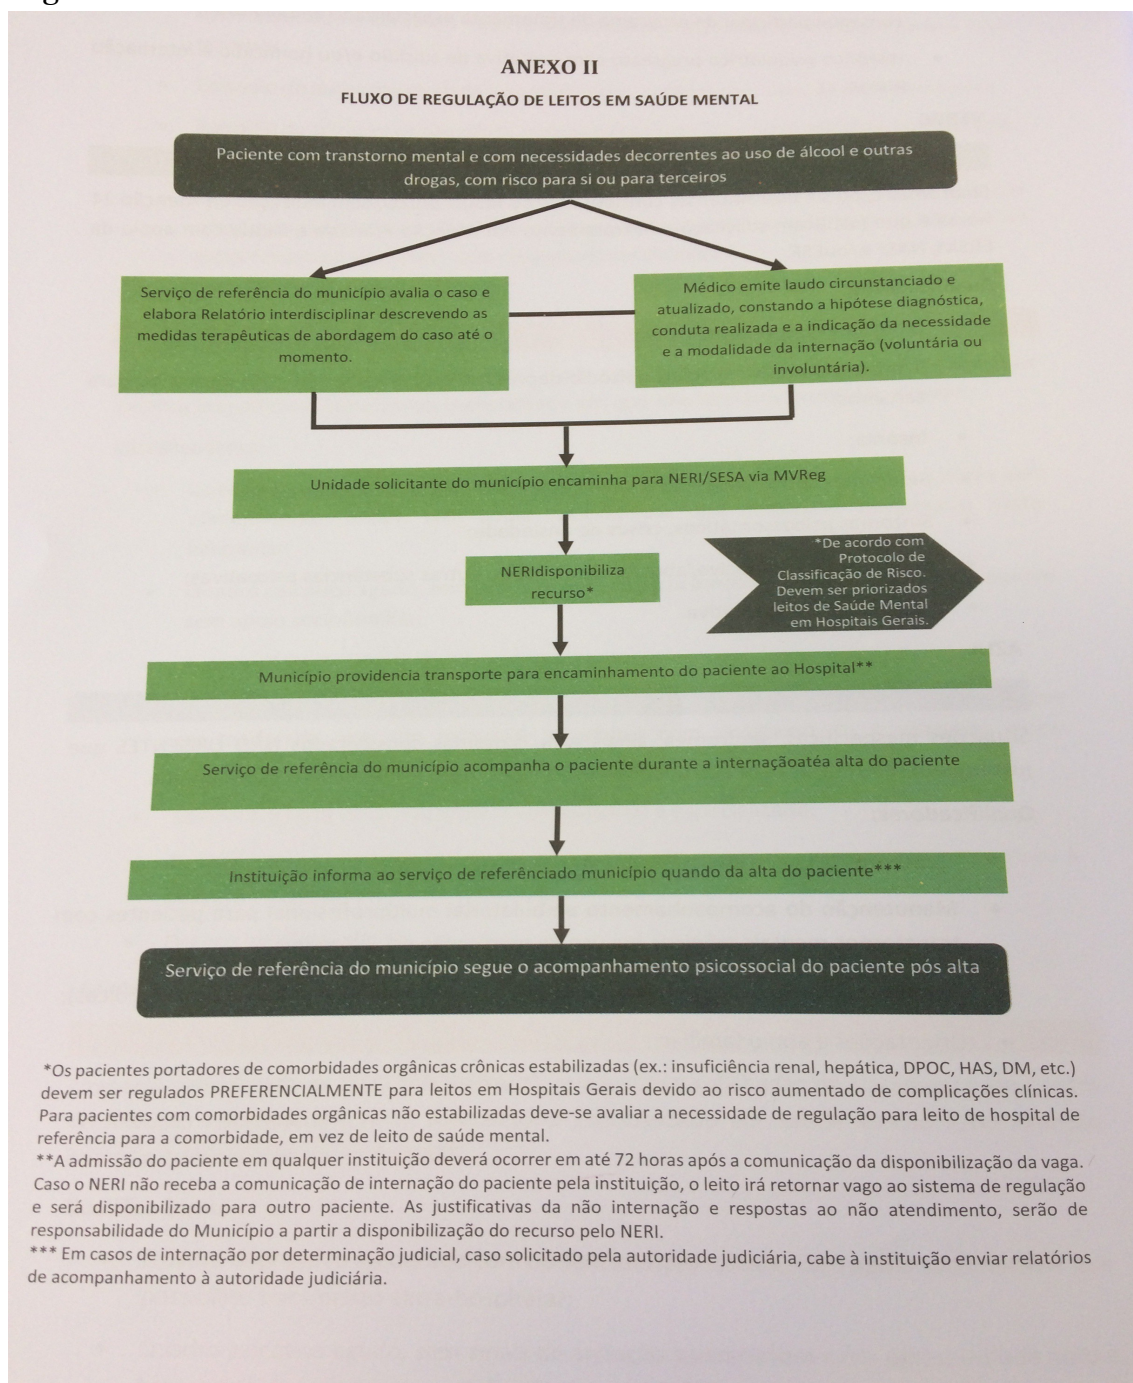 ANEXO II
FLUXO DE REGULAÇÃO DE LEITOS EM SAÚDE MENTAL
Paciente com transtorno mental e com necessidades decorrentes ao uso de álcool e outras
drogas, com risco para si ou para terceiros
Serviço de referência do município avalia o caso e
elabora Relatório interdisciplinar descrevendo as
medidas terapêuticas de abordagem do caso até o
momento.
Médico emite laudo circunstanciado e
atualizado, constando a hipótese diagnóstica,
conduta realizada e a indicação da necessidade
e a modalidade da internação (voluntária ou
involuntária).
Unidade solicitante do município encaminha para NERI/SESA via MVReg
NERIdisponibiliza
recurso*
*De acordo com
Protocolo de
Classificação de Risco.
Devem ser priorizados
leitos de Saúde Mental
em Hospitais Gerais.
Município providencia transporte para encaminhamento do paciente ao Hospital**
Serviço de referência do município acompanha o paciente durante a internaçãoatéa alta do paciente
Instituição informa ao serviço de referênciado município quando da alta do paciente***
Serviço de referência do município segue o acompanhamento psicossocial do paciente pós alta
*Os pacientes portadores de comorbidades orgânicas crônicas estabilizadas (ex.: insuficiência renal, hepática, DPOC, HAS, DM, etc.)
devem ser regulados PREFERENCIALMENTE para leitos em Hospitais Gerais devido ao risco aumentado de complicações clínicas.
Para pacientes com comorbidades orgânicas não estabilizadas deve-se avaliar a necessidade de regulação para leito de hospital de
referência para a comorbidade, em vez de leito de saúde mental.
**A admissão do paciente em qualquer instituição deverá ocorrer em até 72 horas após a comunicação da disponibilização da vaga.
Caso o NERI não receba a comunicação de internação do paciente pela instituição, o leito irá retornar vago ao sistema de regulação
e será disponibilizado para outro paciente. As justificativas da não internação e respostas ao não atendimento, serão de
responsabilidade do Município a partir a disponibilização do recurso pelo NERI.
*** Em casos de internação por determinação judicial, caso solicitado pela autoridade judiciária, cabe à instituição enviar relatórios
de acompanhamento à autoridade judiciária.